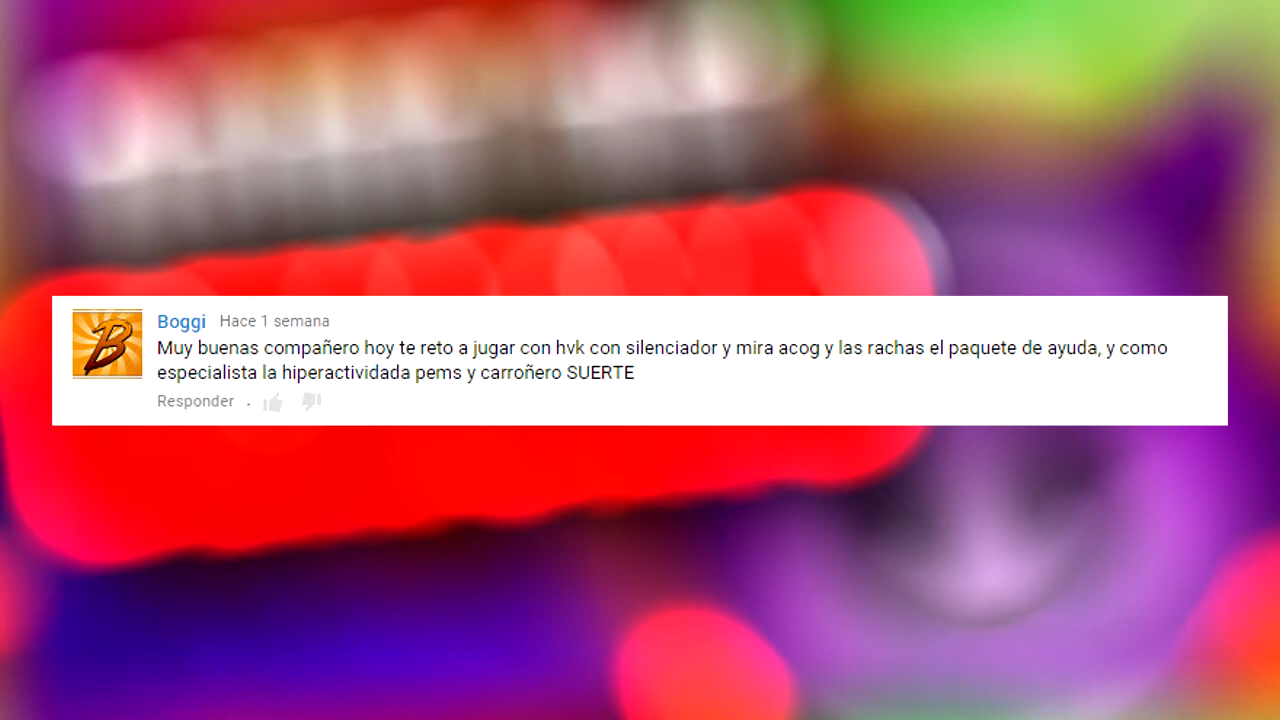 B
Boggi Hace 1 semana
Muy buenas compañero hoy te reto a jugar con hvk con silenciador y mira acog y las rachas el paquete de ayuda, y como
especialista la hiperactividada pems y carroñero SUERTE
Responder .